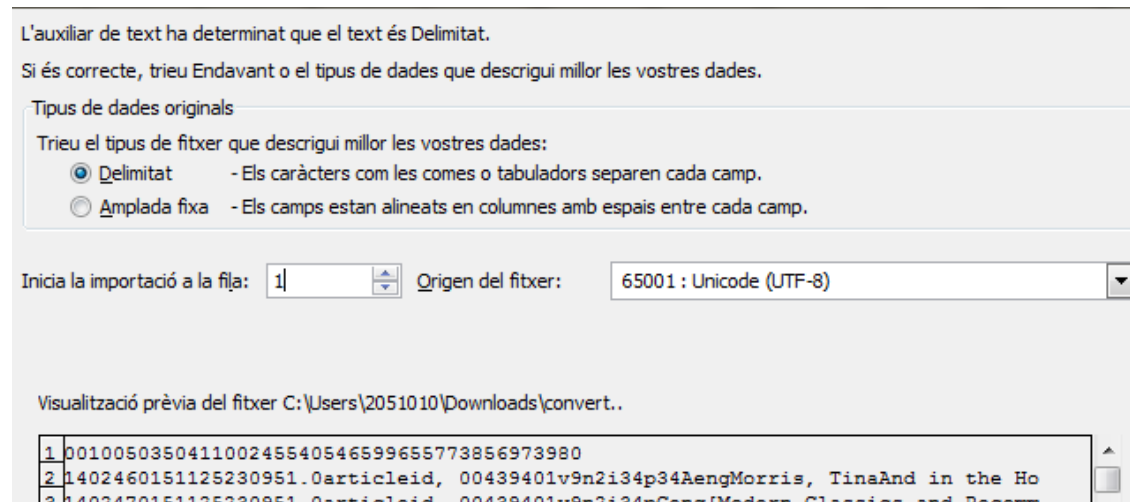 L'auxiliar de text ha determinat que el text és Delimitat.
Si és correcte, trieu Endavant o el tipus de dades que descrigui millor les vostres dades.
Tipus de dades originals
Trieu el tipus de fitxer que descrigui millor les vostres dades:
Delimitat - Els caràcters com les comes o tabuladors separen cada camp.
Amplada fixa - Els camps estan alineats en columnes amb espais entre cada camp.
Inicia la importació a la fila: 1 Origen del fitxer: 65001 : Unicode (UTF-8)
Visualització prèvia del fitxer C:\Users\2051010\Downloads\convert..
1 001005035041100245540546599655773856973980
2 14024601511252309 51.0articleid, 00439401v9n2i34p34AengMorris, TinaAnd in the Ho